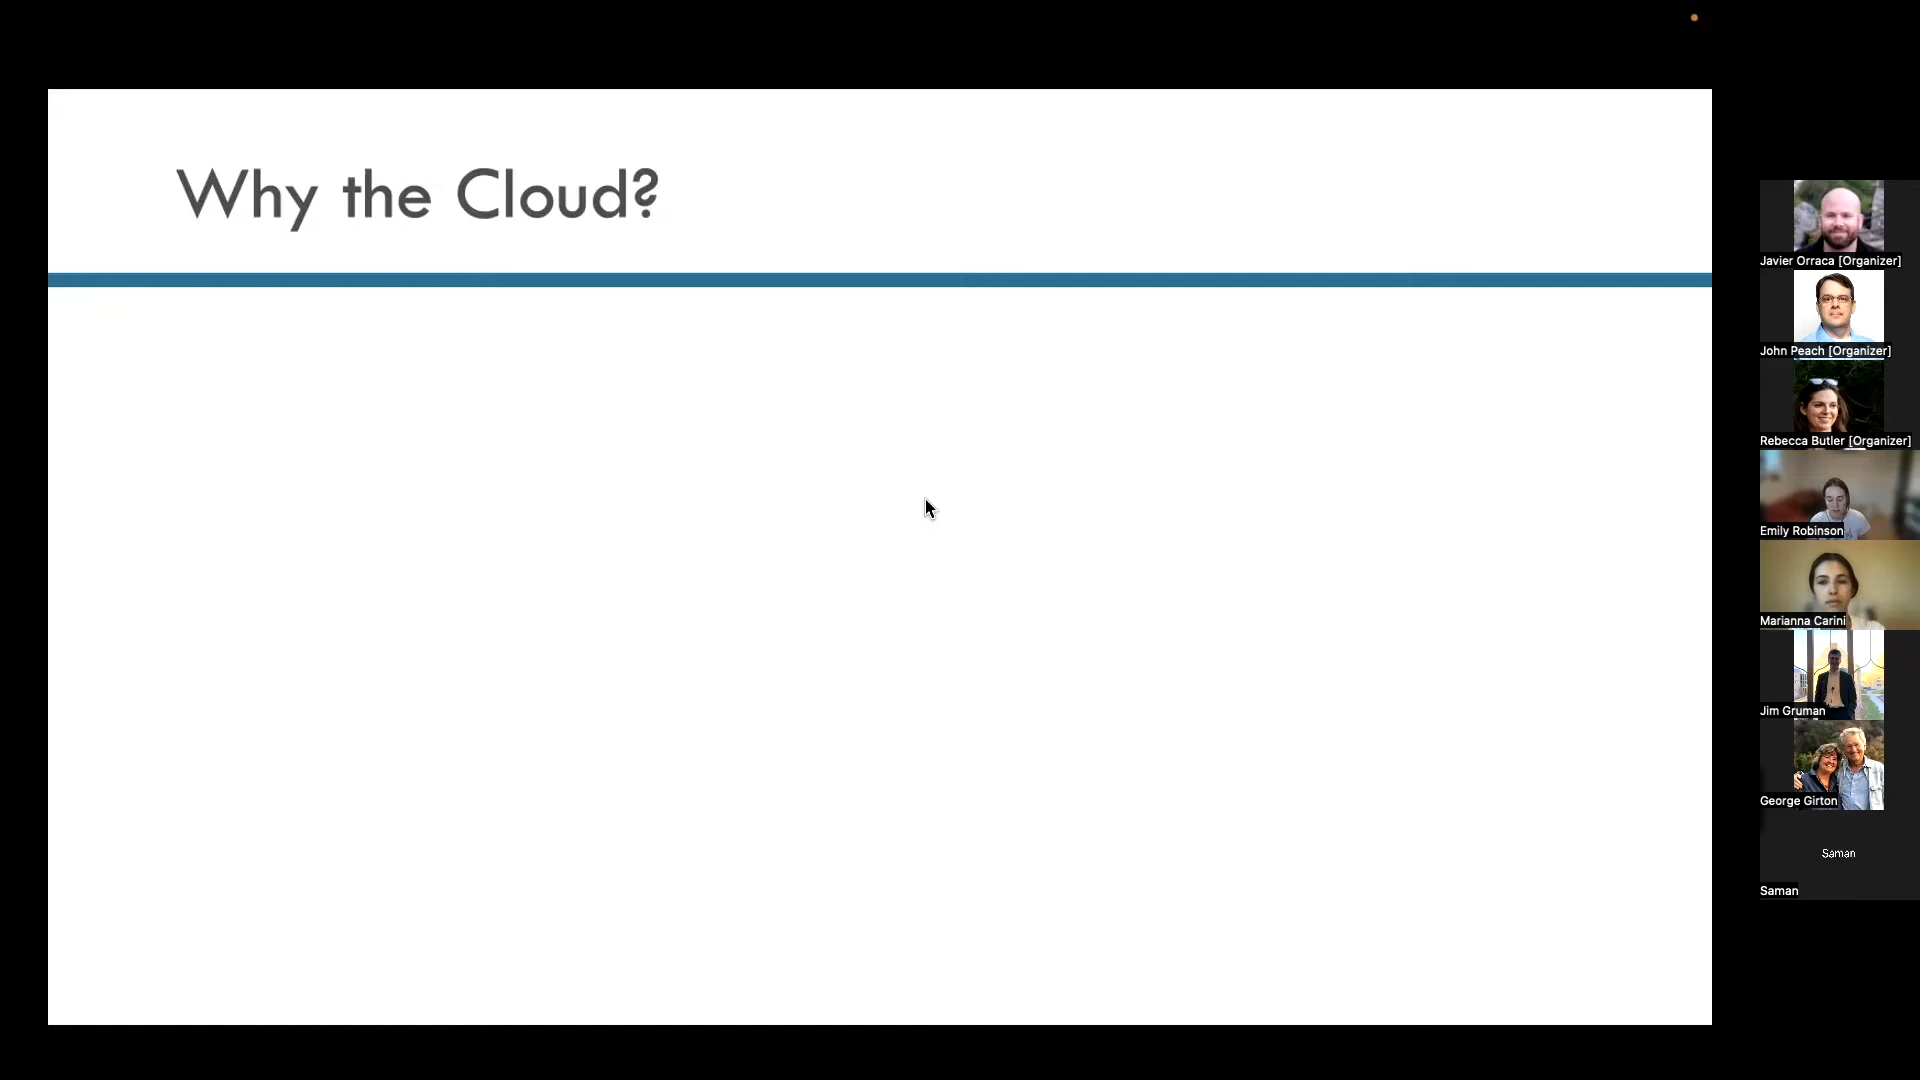 Why the Cloud?
Javier Orraca [Organizer]
John Peach [Organizer]
Rebecca Butler [Organizer]
Emily Robinson
Marianna Carini
Jim Gruman
George Girton
Saman
Saman